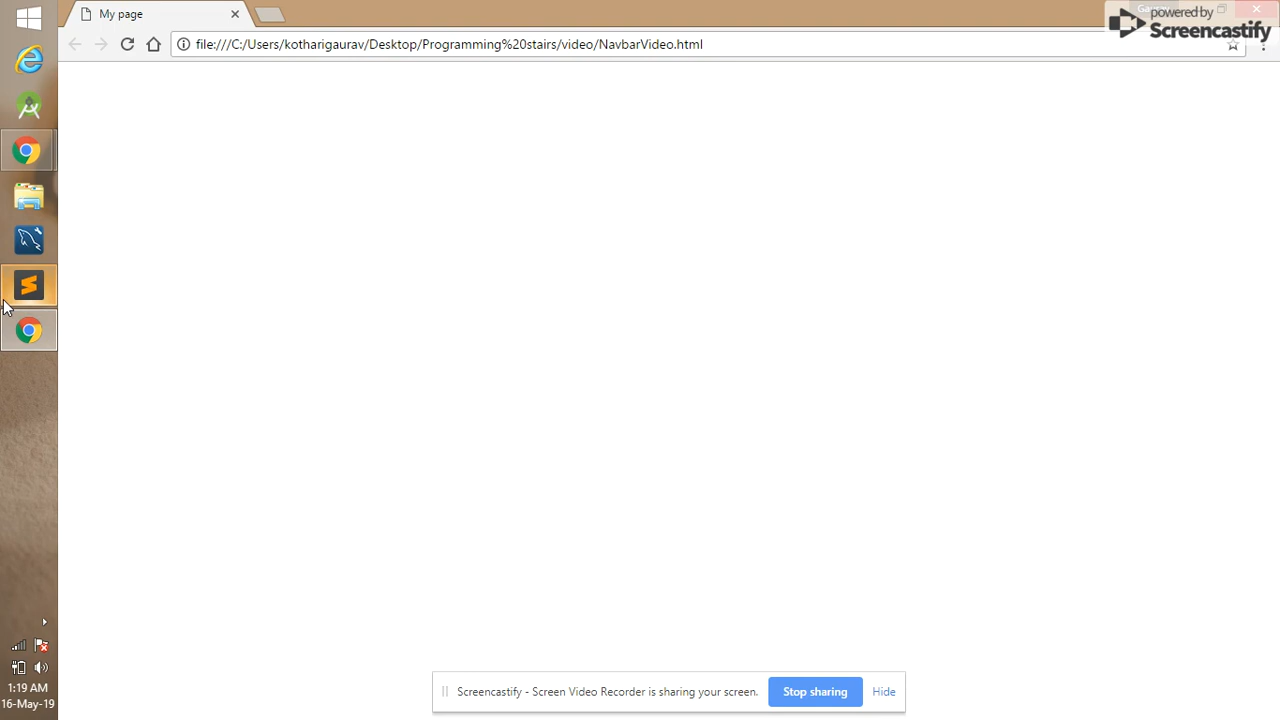 My page
powered by
Screencastify
file:///C:/Users/kotharigaurav/Desktop/Programming%20stairs/video/NavbarVideo.html
Screencastify - Screen Video Recorder is sharing your screen.
Stop sharing
Hide
1:19 AM
16-May-19